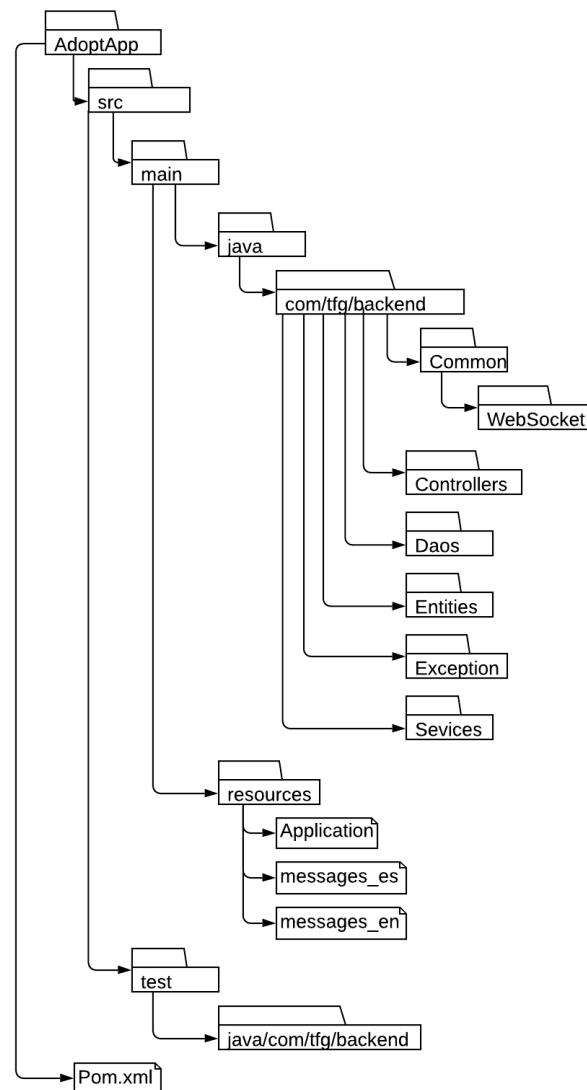 AdoptApp
src
main
java
com/tfg/backend
Common
WebSocket
Controllers
Daos
Entities
Exception
Sevices
resources
Application
messages_es
messages_en
test
java/com/tfg/backend
Pom.xml